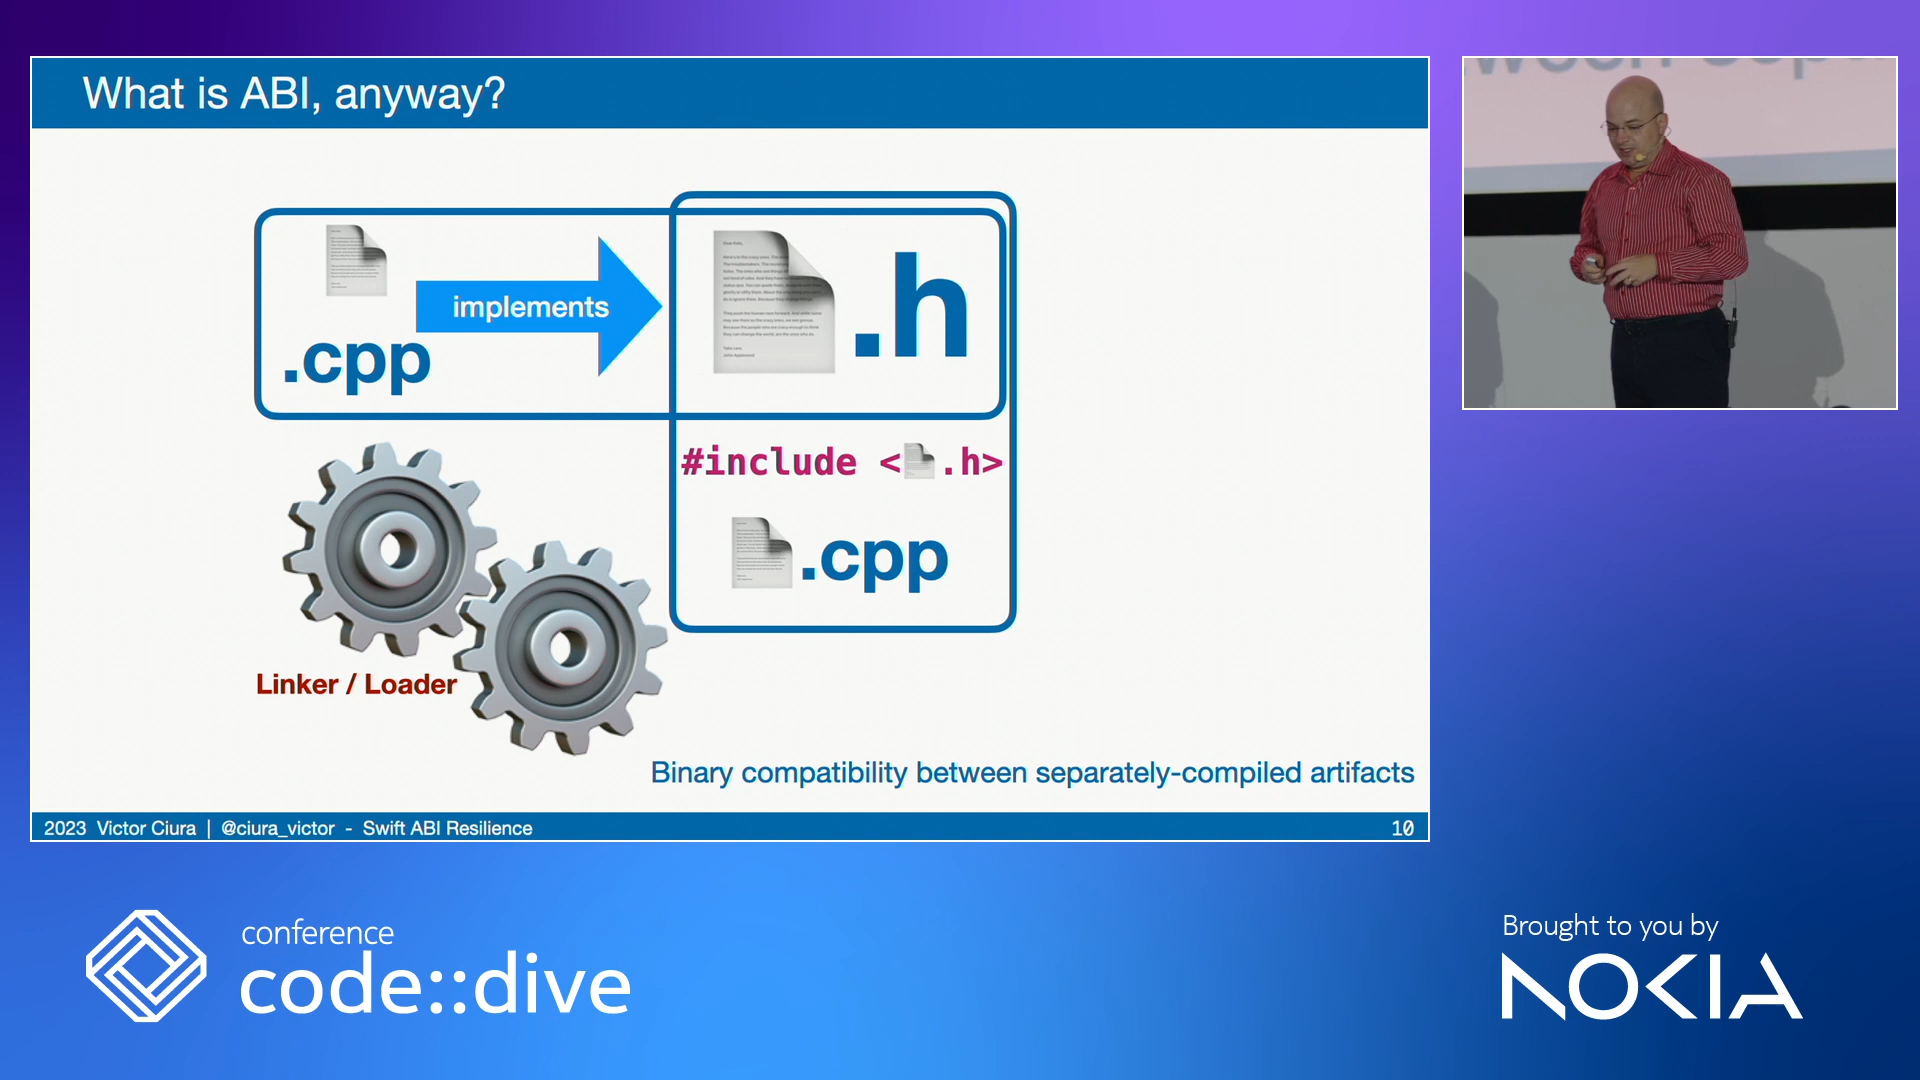 What is ABI, anyway?
implements
.cpp
.h
#include < .h>
.cpp
Linker / Loader
Binary compatibility between separately-compiled artifacts
2023 Victor Ciura | @ciura_victor - Swift ABI Resilience
10
conference
code::dive
Brought to you by
NOKIA